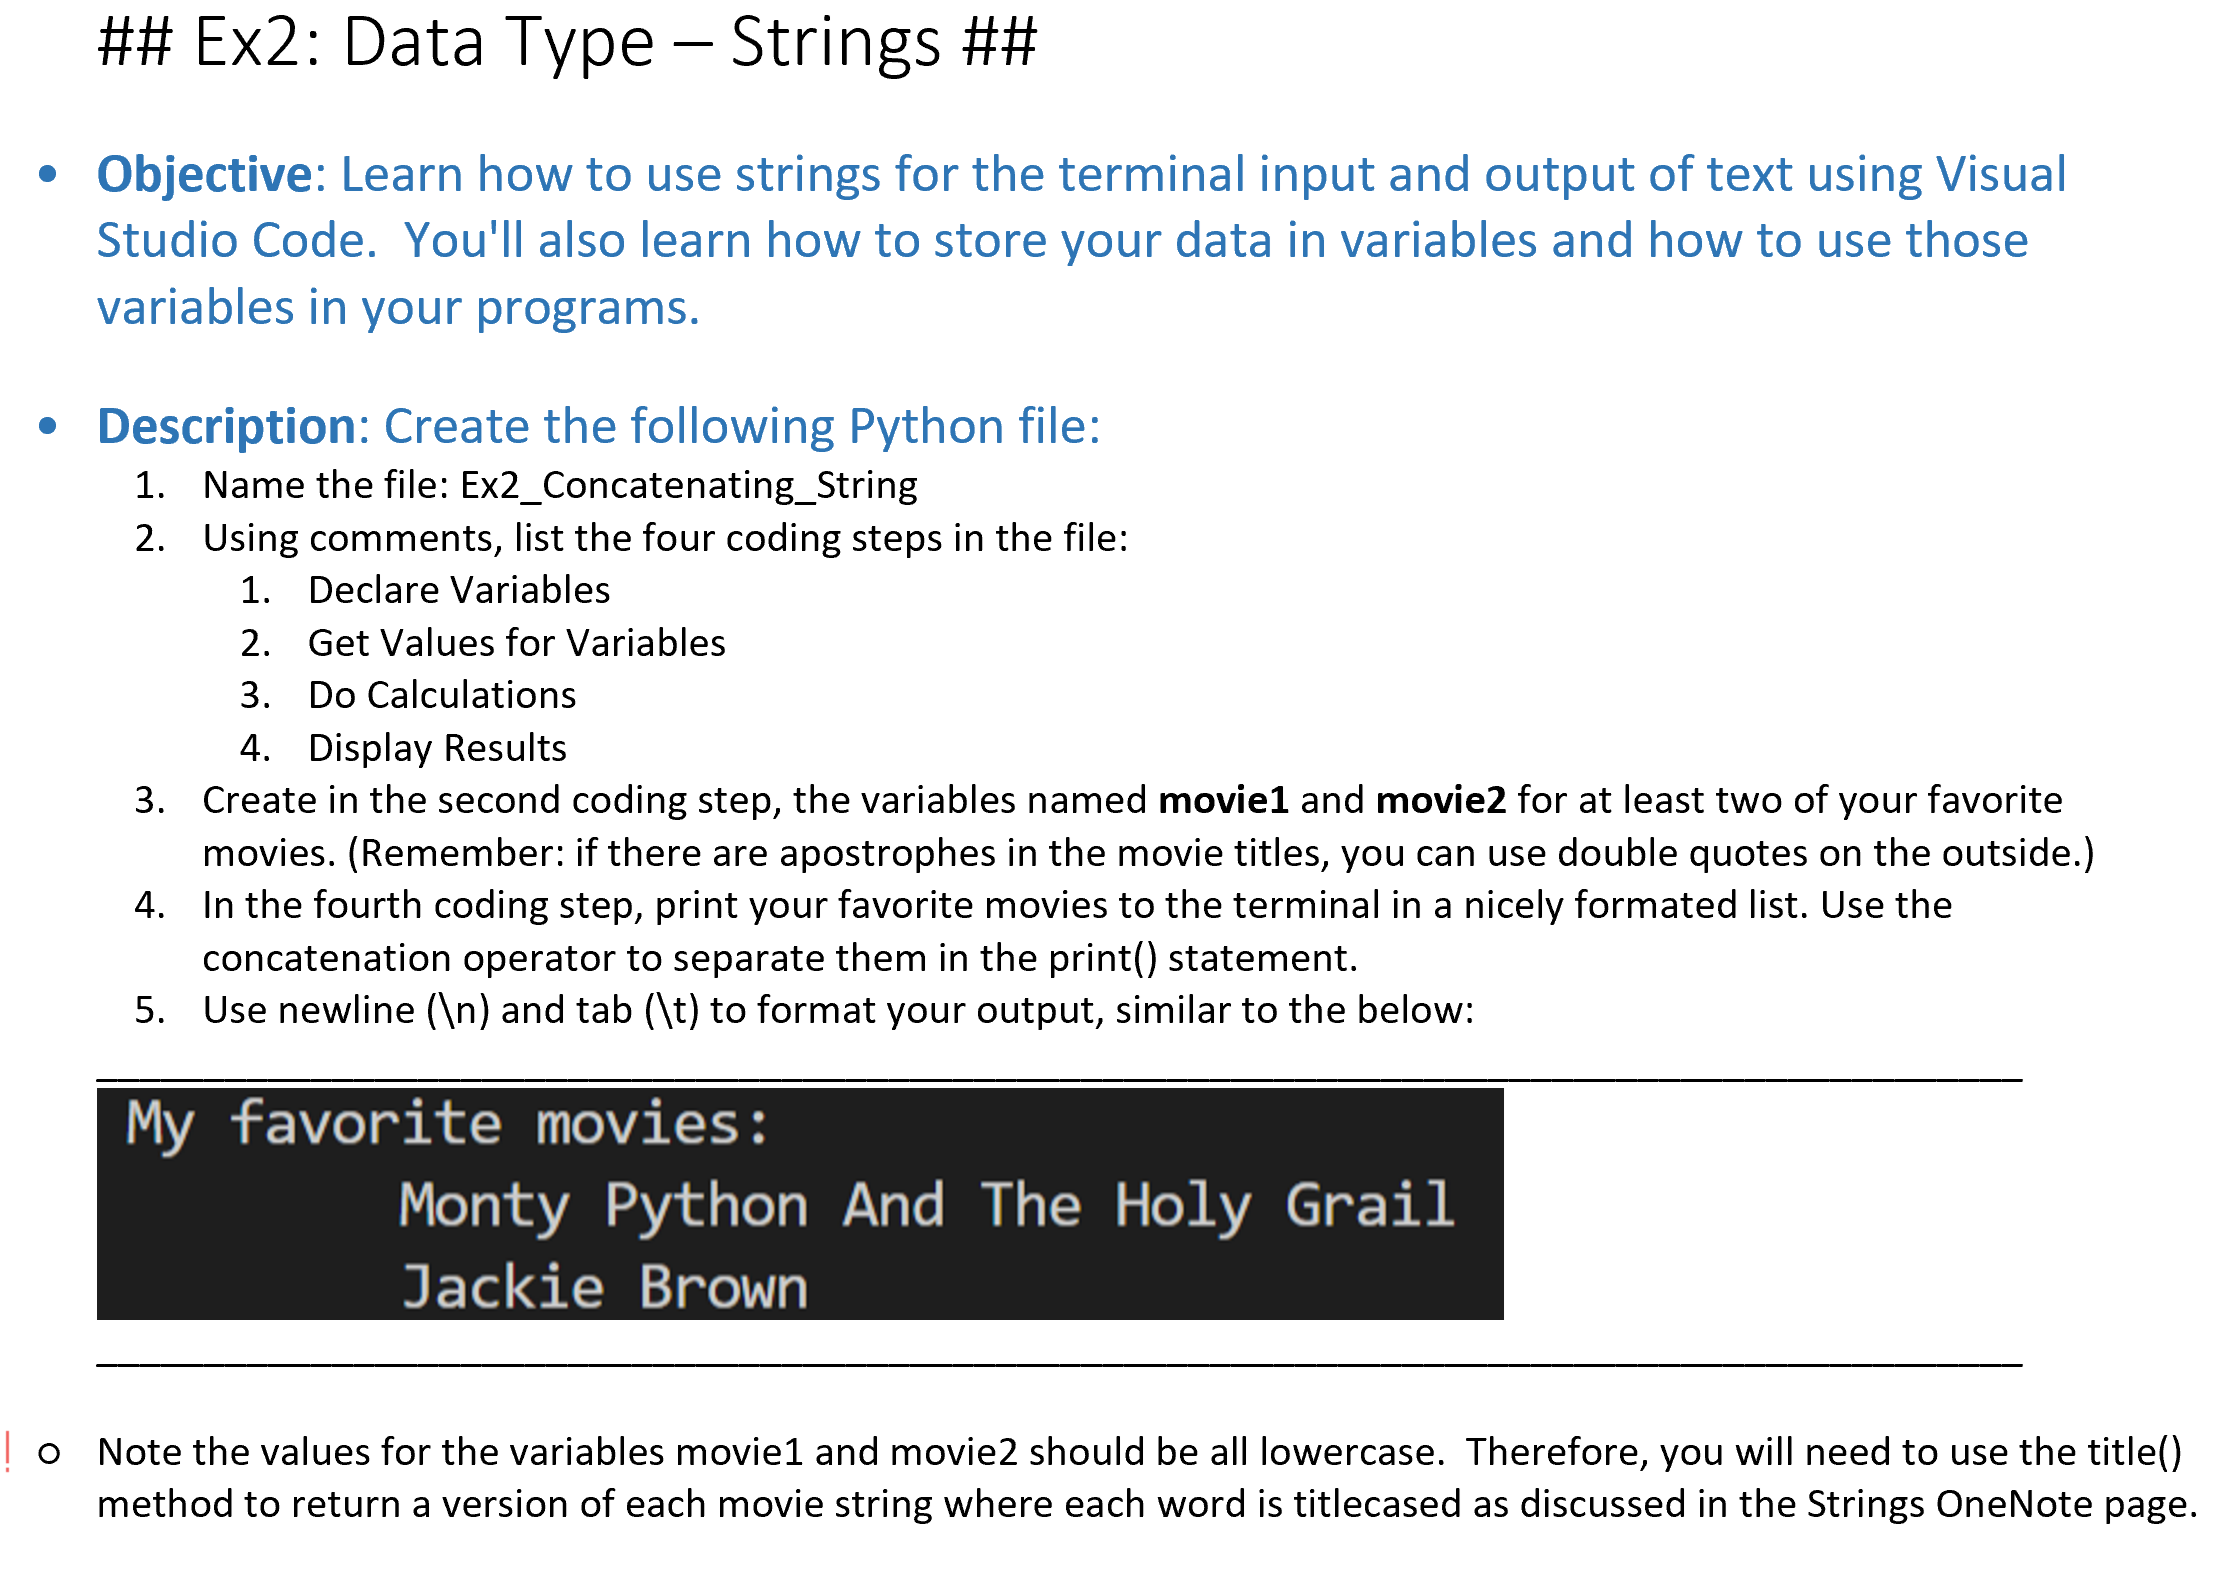 ## Ex2: Data Type – Strings ##
• Objective: Learn how to use strings for the terminal input and output of text using Visual
Studio Code.  You'll also learn how to store your data in variables and how to use those
variables in your programs.
• Description: Create the following Python file:
1. Name the file: Ex2_Concatenating_String
2. Using comments, list the four coding steps in the file:
1. Declare Variables
2. Get Values for Variables
3. Do Calculations
4. Display Results
3. Create in the second coding step, the variables named movie1 and movie2 for at least two of your favorite
movies. (Remember: if there are apostrophes in the movie titles, you can use double quotes on the outside.)
4. In the fourth coding step, print your favorite movies to the terminal in a nicely formated list. Use the
concatenation operator to separate them in the print() statement.
5. Use newline (\n) and tab (\t) to format your output, similar to the below:
My favorite movies:
Monty Python And The Holy Grail
Jackie Brown
! o Note the values for the variables movie1 and movie2 should be all lowercase.  Therefore, you will need to use the title()
method to return a version of each movie string where each word is titlecased as discussed in the Strings OneNote page.